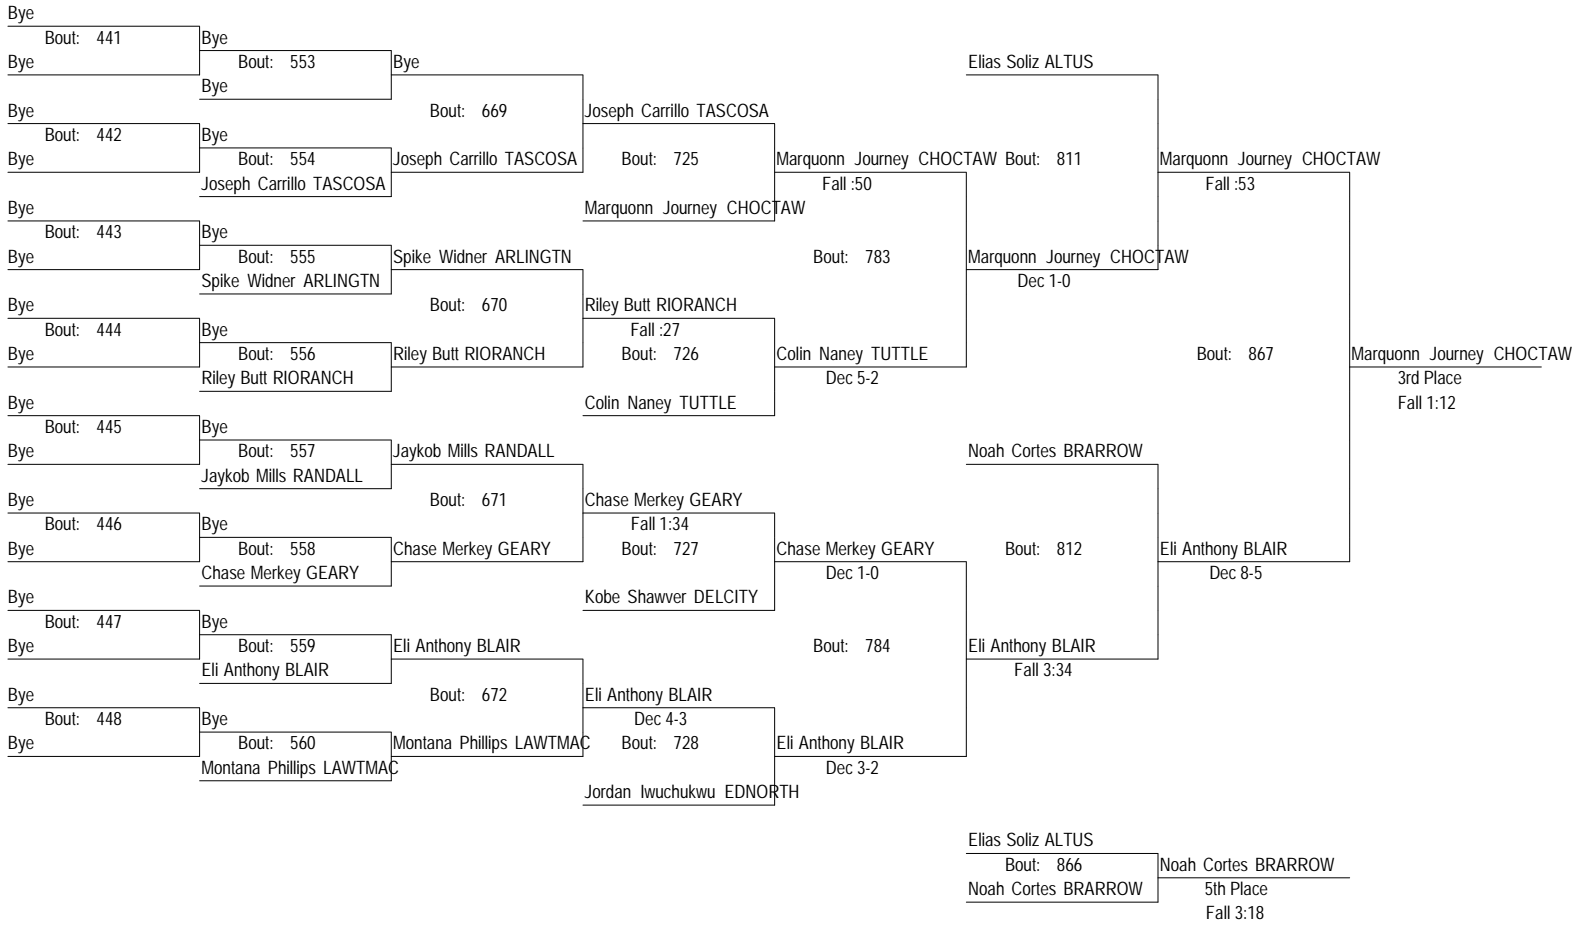 Bye
Bout: 441
Bye
Bye
Bout: 553
Bye
Bye
Elias Soliz ALTUS
Bye
Bout: 669
Joseph Carrillo TASCOSA
Bout: 442
Bye
Bye
Bout: 554
Joseph Carrillo TASCOSA
Bout: 725
Marquonn Journey CHOCTAW
Bout: 811
Marquonn Journey CHOCTAW
Joseph Carrillo TASCOSA
Fall :50
Fall :53
Bye
Marquonn Journey CHOCTAW
Bout: 443
Bye
Bye
Bout: 555
Spike Widner ARLINGTN
Bout: 783
Marquonn Journey CHOCTAW
Spike Widner ARLINGTN
Dec 1-0
Bye
Bout: 670
Riley Butt RIORANCH
Bout: 444
Bye
Fall :27
Bye
Bout: 556
Riley Butt RIORANCH
Bout: 726
Colin Naney TUTTLE
Bout: 867
Marquonn Journey CHOCTAW
Riley Butt RIORANCH
Dec 5-2
3rd Place
Bye
Colin Naney TUTTLE
Fall 1:12
Bout: 445
Bye
Bye
Bout: 557
Jaykob Mills RANDALL
Noah Cortes BRARROW
Jaykob Mills RANDALL
Bye
Bout: 671
Chase Merkey GEARY
Bout: 446
Bye
Fall 1:34
Bye
Bout: 558
Chase Merkey GEARY
Bout: 727
Chase Merkey GEARY
Bout: 812
Eli Anthony BLAIR
Chase Merkey GEARY
Dec 1-0
Dec 8-5
Bye
Kobe Shawver DELCITY
Bout: 447
Bye
Bye
Bout: 559
Eli Anthony BLAIR
Bout: 784
Eli Anthony BLAIR
Eli Anthony BLAIR
Fall 3:34
Bye
Bout: 672
Eli Anthony BLAIR
Bout: 448
Bye
Dec 4-3
Bye
Bout: 560
Montana Phillips LAWTMAC
Bout: 728
Eli Anthony BLAIR
Montana Phillips LAWTMAC
Dec 3-2
Jordan Iwuchukwu EDNORTH
Elias Soliz ALTUS
Bout: 866
Noah Cortes BRARROW
Noah Cortes BRARROW
5th Place
Fall 3:18